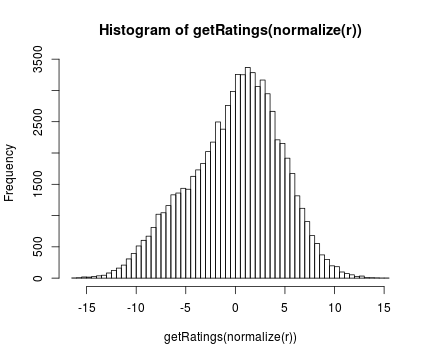 Histogram of getRatings(normalize(r))
Frequency
3500
2500
1500
500
0
-15 -10 -5 0 5 10 15
getRatings(normalize(r))